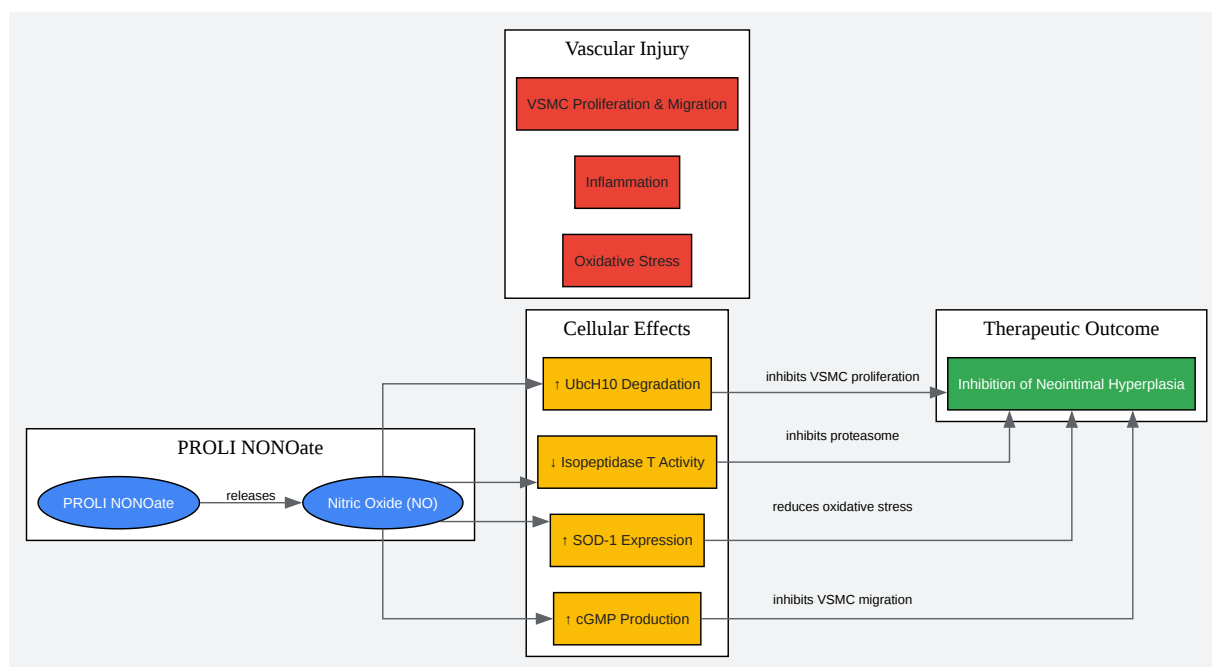 Vascular Injury
VSMC Proliferation & Migration
Inflammation
Oxidative Stress
Cellular Effects
Therapeutic Outcome
↑ UbcH10 Degradation
inhibits VSMC proliferation
Inhibition of Neointimal Hyperplasia
PROLI NONOate
↓ Isopeptidase T Activity
inhibits proteasome
PROLI NONOate
releases
Nitric Oxide (NO)
reduces oxidative stress
↑ SOD-1 Expression
inhibits VSMC migration
↑ cGMP Production